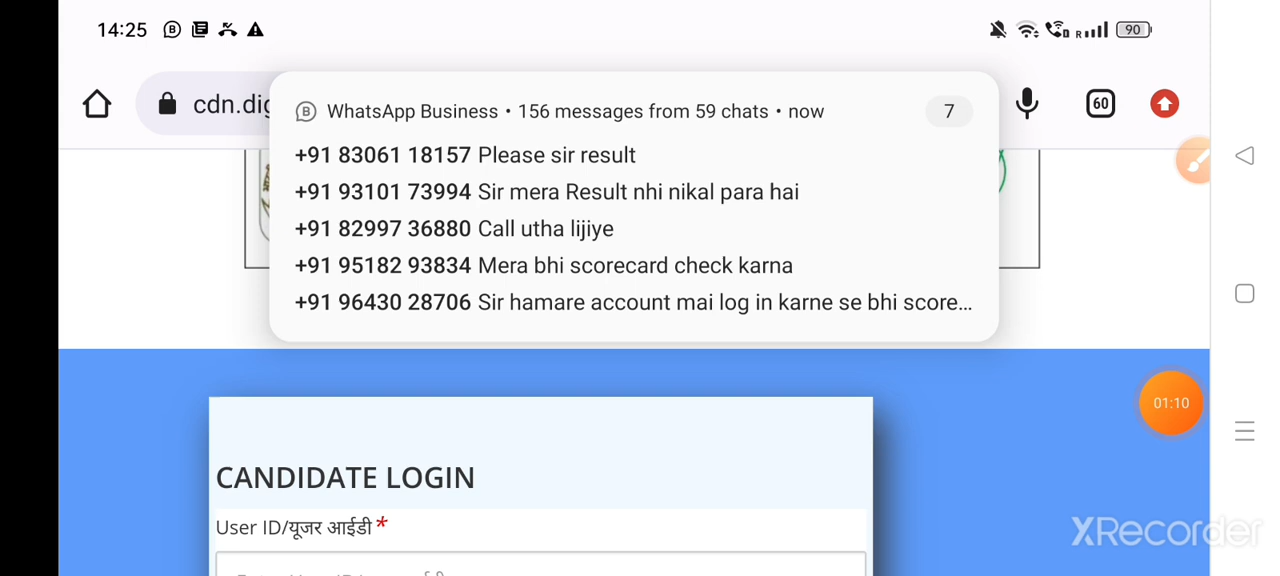 14:25
90
cdn.dig
60
WhatsApp Business • 156 messages from 59 chats • now
7
+91 83061 18157 Please sir result
+91 93101 73994 Sir mera Result nhi nikal para hai
+91 82997 36880 Call utha lijiye
+91 95182 93834 Mera bhi scorecard check karna
+91 96430 28706 Sir hamare account mai log in karne se bhi score...
01:10
CANDIDATE LOGIN
User ID/यूजर आईडी*
XRecorder